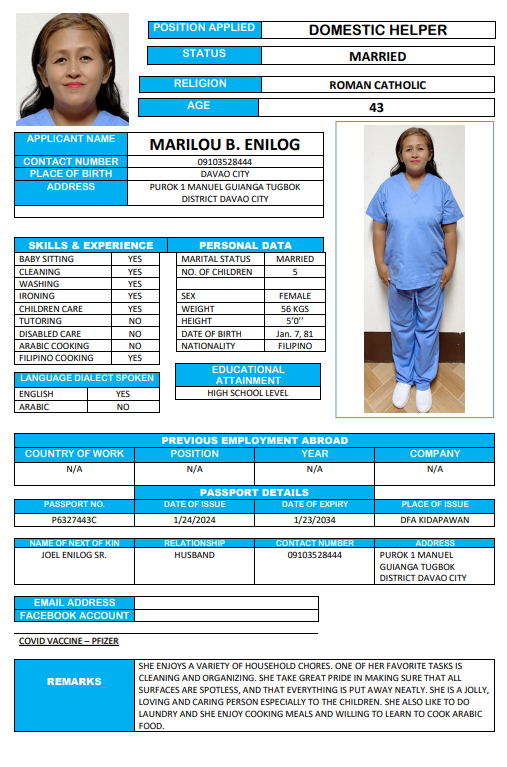 POSITION APPLIED DOMESTIC HELPER
STATUS MARRIED
RELIGION ROMAN CATHOLIC
AGE 43
APPLICANT NAME MARILOU B. ENILOG
CONTACT NUMBER 09103528444
PLACE OF BIRTH DAVAO CITY
ADDRESS PUROK 1 MANUEL GUIANGA TUGBOK
DISTRICT DAVAO CITY
SKILLS & EXPERIENCE PERSONAL DATA
BABY SITTING YES MARITAL STATUS MARRIED
CLEANING YES NO. OF CHILDREN 5
WASHING YES
IRONING YES SEX FEMALE
CHILDREN CARE YES WEIGHT 56 KGS
TUTORING NO HEIGHT 5’0’’
DISABLED CARE NO DATE OF BIRTH Jan. 7, 81
ARABIC COOKING NO NATIONALITY FILIPINO
FILIPINO COOKING YES
EDUCATIONAL
ATTAINMENT
HIGH SCHOOL LEVEL
LANGUAGE DIALECT SPOKEN
ENGLISH YES
ARABIC NO
PREVIOUS EMPLOYMENT ABROAD
COUNTRY OF WORK POSITION YEAR COMPANY
N/A N/A N/A N/A
PASSPORT DETAILS
PASSPORT NO. DATE OF ISSUE DATE OF EXPIRY PLACE OF ISSUE
P6327443C 1/24/2024 1/23/2034 DFA KIDAPAWAN
NAME OF NEXT OF KIN RELATIONSHIP CONTACT NUMBER ADDRESS
JOEL ENILOG SR. HUSBAND 09103528444 PUROK 1 MANUEL
GUIANGA TUGBOK
DISTRICT DAVAO CITY
EMAIL ADDRESS
FACEBOOK ACCOUNT
COVID VACCINE – PFIZER
REMARKS
SHE ENJOYS A VARIETY OF HOUSEHOLD CHORES. ONE OF HER FAVORITE TASKS IS
CLEANING AND ORGANIZING. SHE TAKE GREAT PRIDE IN MAKING SURE THAT ALL
SURFACES ARE SPOTLESS, AND THAT EVERYTHING IS PUT AWAY NEATLY. SHE IS A JOLLY,
LOVING AND CARING PERSON ESPECIALLY TO THE CHILDREN. SHE ALSO LIKE TO DO
LAUNDRY AND SHE ENJOY COOKING MEALS AND WILLING TO LEARN TO COOK ARABIC
FOOD.